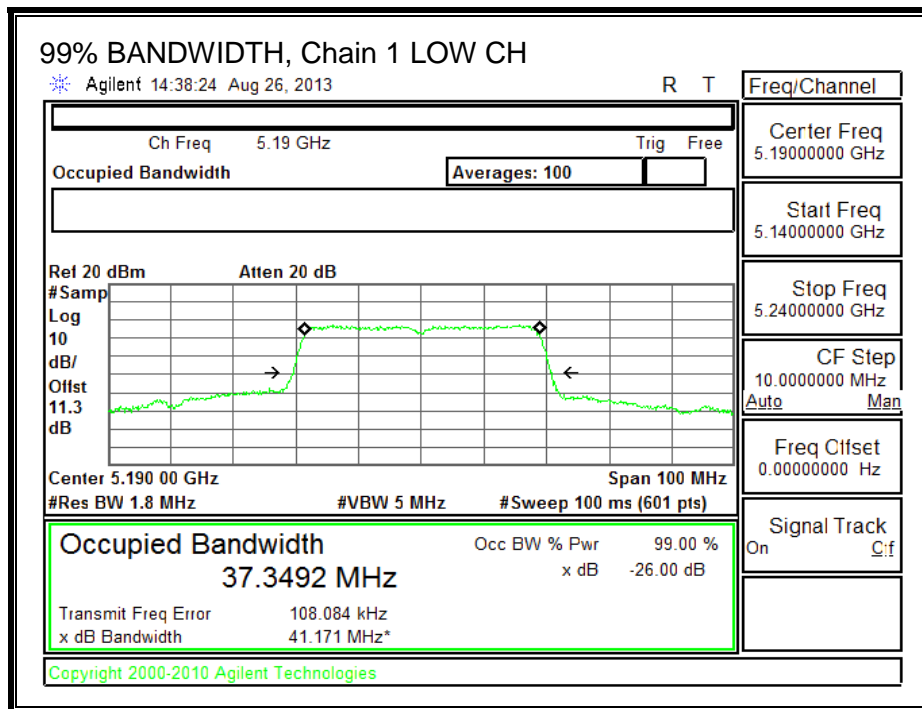 99% BANDWIDTH, Chain 1 LOW CH
Agilent 14:38:24 Aug 26, 2013 R T
Freq/Channel
Ch Freq 5.19 GHz Trig Free
Occupied Bandwidth Averages: 100
Center Freq
5.19000000 GHz
Start Freq
5.14000000 GHz
Stop Freq
5.24000000 GHz
CF Step
10.0000000 MHz
Auto Man
Freq Offset
0.00000000 Hz
Signal Track
On Off
Ref 20 dBm Atten 20 dB
#Samp
Log
10
dB/
Offst
11.3
dB
Center 5.190 00 GHz Span 100 MHz
#Res BW 1.8 MHz #VBW 5 MHz #Sweep 100 ms (601 pts)
Occupied Bandwidth Occ BW % Pwr 99.00 %
37.3492 MHz x dB -26.00 dB
Transmit Freq Error 108.084 kHz
x dB Bandwidth 41.171 MHz*
Copyright 2000-2010 Agilent Technologies